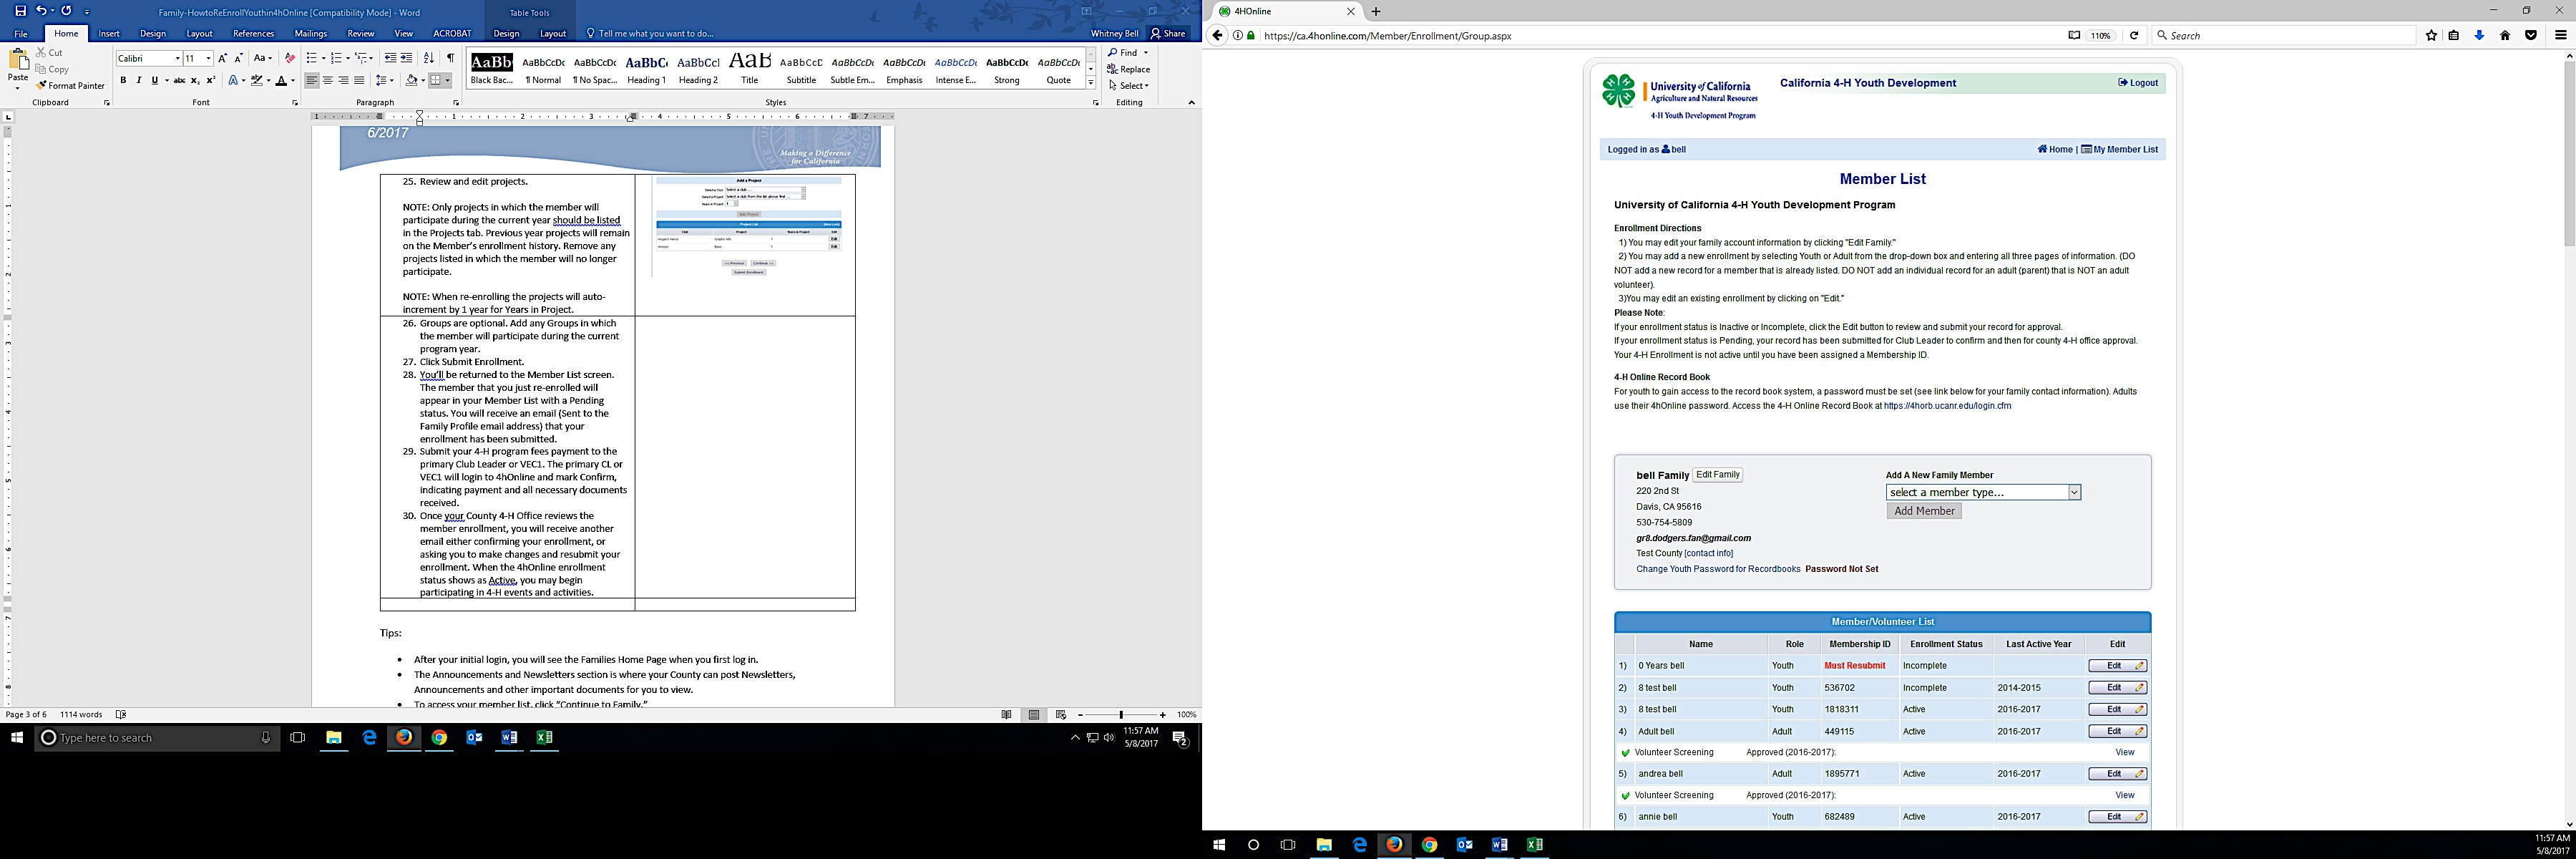 Family-HowtoReEnrollYouthin4hOnline [Compatibility Mode] - Word
Table Tools
File Home Insert Design Layout References Mailings Review View ACROBAT Design Layout Tell me what you want to do... Whitney Bell Share
Paste
Cut
Copy
Format Painter
Clipboard
Calibri 11
Font
Paragraph
AaBb AaBbCcDc AaBbCcDc AaBbC AaBbCcl AaB AaBbCcC AaBbCcDc AaBbCcDc AaBbCcDc AaBbCcDc AaBbCcDc
Black Bac... ¶ Normal ¶ No Spac... Heading 1 Heading 2 Title Subtitle Subtle Em... Emphasis Intense E... Strong Quote
Styles
Find
Replace
Select
Editing
6/2017
Making a Difference
for California
25. Review and edit projects.
NOTE: Only projects in which the member will
participate during the current year should be listed
in the Projects tab. Previous year projects will remain
on the Member's enrollment history. Remove any
projects listed in which the member will no longer
participate.
NOTE: When re-enrolling the projects will auto-
increment by 1 year for Years in Project.
Add a Project
Add Project
Project List
<< Previous Continue >>
Submit Enrollment
26. Groups are optional. Add any Groups in which
the member will participate during the current
program year.
27. Click Submit Enrollment.
28. You'll be returned to the Member List screen.
The member that you just re-enrolled will
appear in your Member List with a Pending
status. You will receive an email (Sent to the
Family Profile email address) that your
enrollment has been submitted.
29. Submit your 4-H program fees payment to the
primary Club Leader or VEC1. The primary CL or
VEC1 will login to 4hOnline and mark Confirm,
indicating payment and all necessary documents
received.
30. Once your County 4-H Office reviews the
member enrollment, you will receive another
email either confirming your enrollment, or
asking you to make changes and resubmit your
enrollment. When the 4hOnline enrollment
status shows as Active, you may begin
participating in 4-H events and activities.
Tips:
• After your initial login, you will see the Families Home Page when you first log in.
• The Announcements and Newsletters section is where your County can post Newsletters,
Announcements and other important documents for you to view.
• To access your member list, click "Continue to Family."
Page 3 of 6 1114 words 100%
Type here to search
11:57 AM
5/8/2017
4HOnline
https://ca.4honline.com/Member/Enrollment/Group.aspx 110% Search
University of California
Agriculture and Natural Resources
4-H Youth Development Program
California 4-H Youth Development
Logout
Logged in as bell
Home | My Member List
Member List
University of California 4-H Youth Development Program
Enrollment Directions
1) You may edit your family account information by clicking "Edit Family."
2) You may add a new enrollment by selecting Youth or Adult from the drop-down box and entering all three pages of information. (DO
NOT add a new record for a member that is already listed. DO NOT add an individual record for an adult (parent) that is NOT an adult
volunteer).
3)You may edit an existing enrollment by clicking on "Edit."
Please Note:
If your enrollment status is Inactive or Incomplete, click the Edit button to review and submit your record for approval.
If your enrollment status is Pending, your record has been submitted for Club Leader to confirm and then for county 4-H office approval.
Your 4-H Enrollment is not active until you have been assigned a Membership ID.
4-H Online Record Book
For youth to gain access to the record book system, a password must be set (see link below for your family contact information). Adults
use their 4hOnline password. Access the 4-H Online Record Book at https://4horb.ucanr.edu/login.cfm
bell Family Edit Family
220 2nd St
Davis, CA 95616
530-754-5809
gr8.dodgers.fan@gmail.com
Test County [contact info]
Change Youth Password for Recordbooks Password Not Set
Add A New Family Member
select a member type...
Add Member
Member/Volunteer List
Name Role Membership ID Enrollment Status Last Active Year Edit
1) 0 Years bell Youth Must Resubmit Incomplete Edit
2) 8 test bell Youth 536702 Incomplete 2014-2015 Edit
3) 8 test bell Youth 1818311 Active 2016-2017 Edit
4) Adult bell Adult 449115 Active 2016-2017 Edit
Volunteer Screening Approved (2016-2017): View
5) andrea bell Adult 1895771 Active 2016-2017 Edit
Volunteer Screening Approved (2016-2017): View
6) annie bell Youth 682489 Active 2016-2017 Edit
11:57 AM
5/8/2017